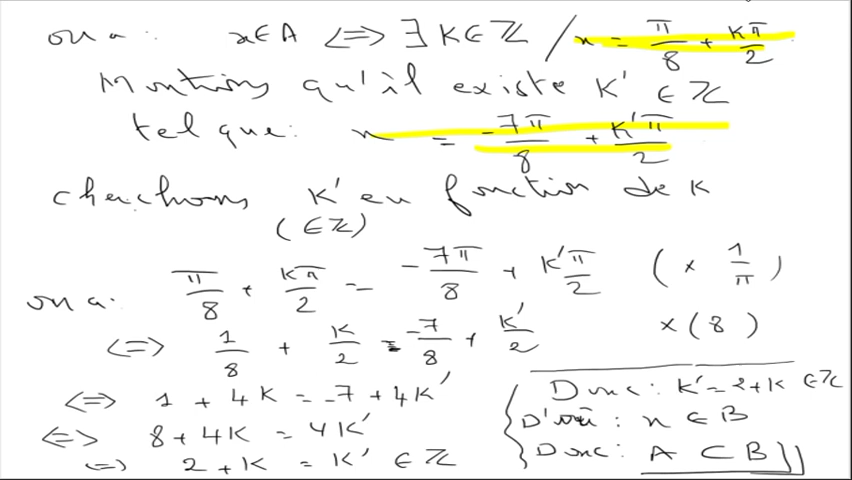 on a : x ∈ A ⟺ ∃ K ∈ ℤ / x = π/8 + Kπ/2
Montrons qu'il existe K' ∈ ℤ
tel que : x = -7π/8 + K'π/2
cherchons K' en fonction de K
(∈ ℤ)
on a : π/8 + Kπ/2 = -7π/8 + K'π/2 (× 1/π)
⟺ 1/8 + K/2 = -7/8 + K'/2 ×(8)
⟺ 1 + 4K = -7 + 4K'
⟺ 8 + 4K = 4K'
⟹ 2 + K = K' ∈ ℤ
Donc : K' = 2 + K ∈ ℤ
D'où : x ∈ B
Donc : A ⊂ B